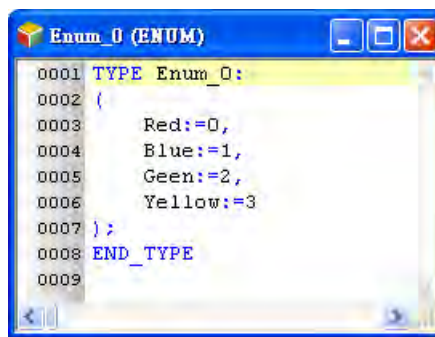 Enum_0 (ENUM)
0001 TYPE Enum_0:
0002 (
0003 Red:=0,
0004 Blue:=1,
0005 Geen:=2,
0006 Yellow:=3
0007 );
0008 END_TYPE
0009